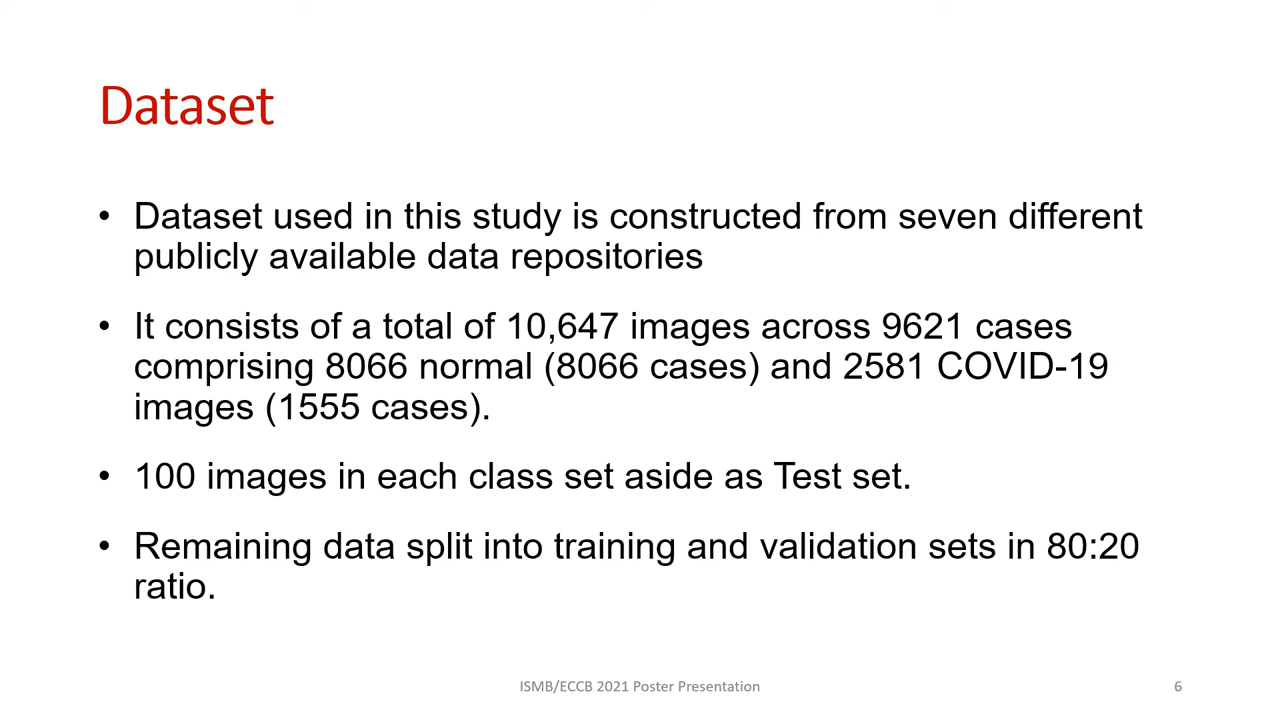 Dataset
• Dataset used in this study is constructed from seven different
publicly available data repositories
• It consists of a total of 10,647 images across 9621 cases
comprising 8066 normal (8066 cases) and 2581 COVID-19
images (1555 cases).
• 100 images in each class set aside as Test set.
• Remaining data split into training and validation sets in 80:20
ratio.
ISMB/ECCB 2021 Poster Presentation
6